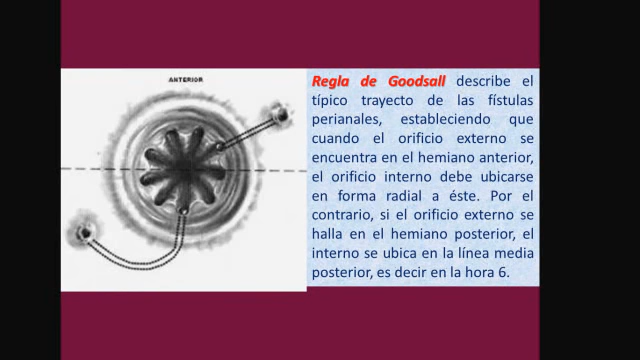 ANTERIOR
Regla de Goodsall describe el
típico trayecto de las fístulas
perianales, estableciendo que
cuando el orificio externo se
encuentra en el hemiano anterior,
el orificio interno debe ubicarse
en forma radial a éste. Por el
contrario, si el orificio externo se
halla en el hemiano posterior, el
interno se ubica en la línea media
posterior, es decir en la hora 6.